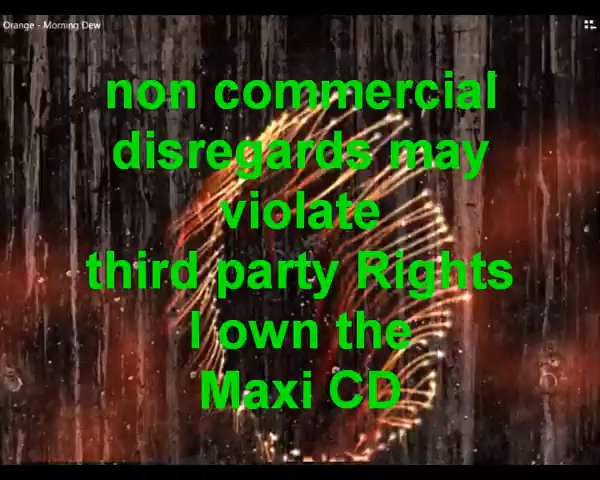 Orange - Morning Dew
non commercial
disregards may
violate
third party Rights
I own the
Maxi CD